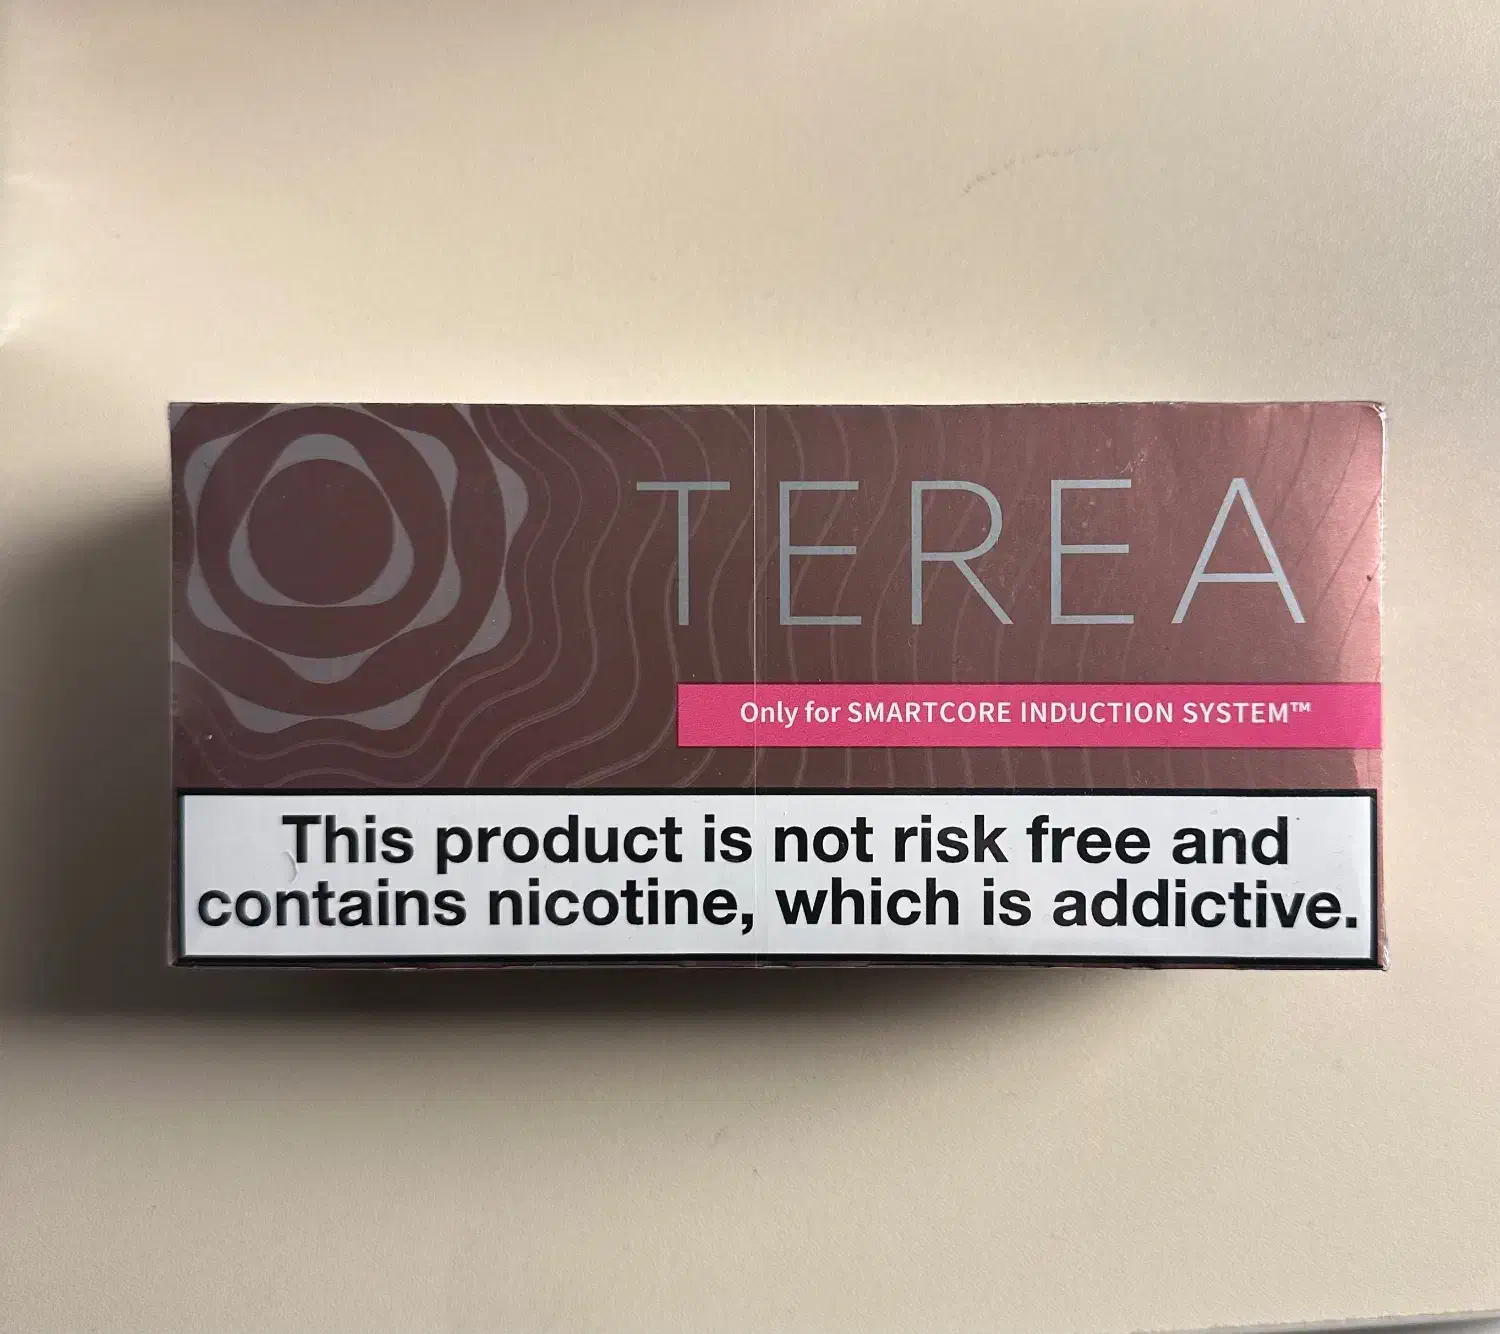 TEREA
Only for SMARTCORE INDUCTION SYSTEM™
This product is not risk free and
contains nicotine, which is addictive.